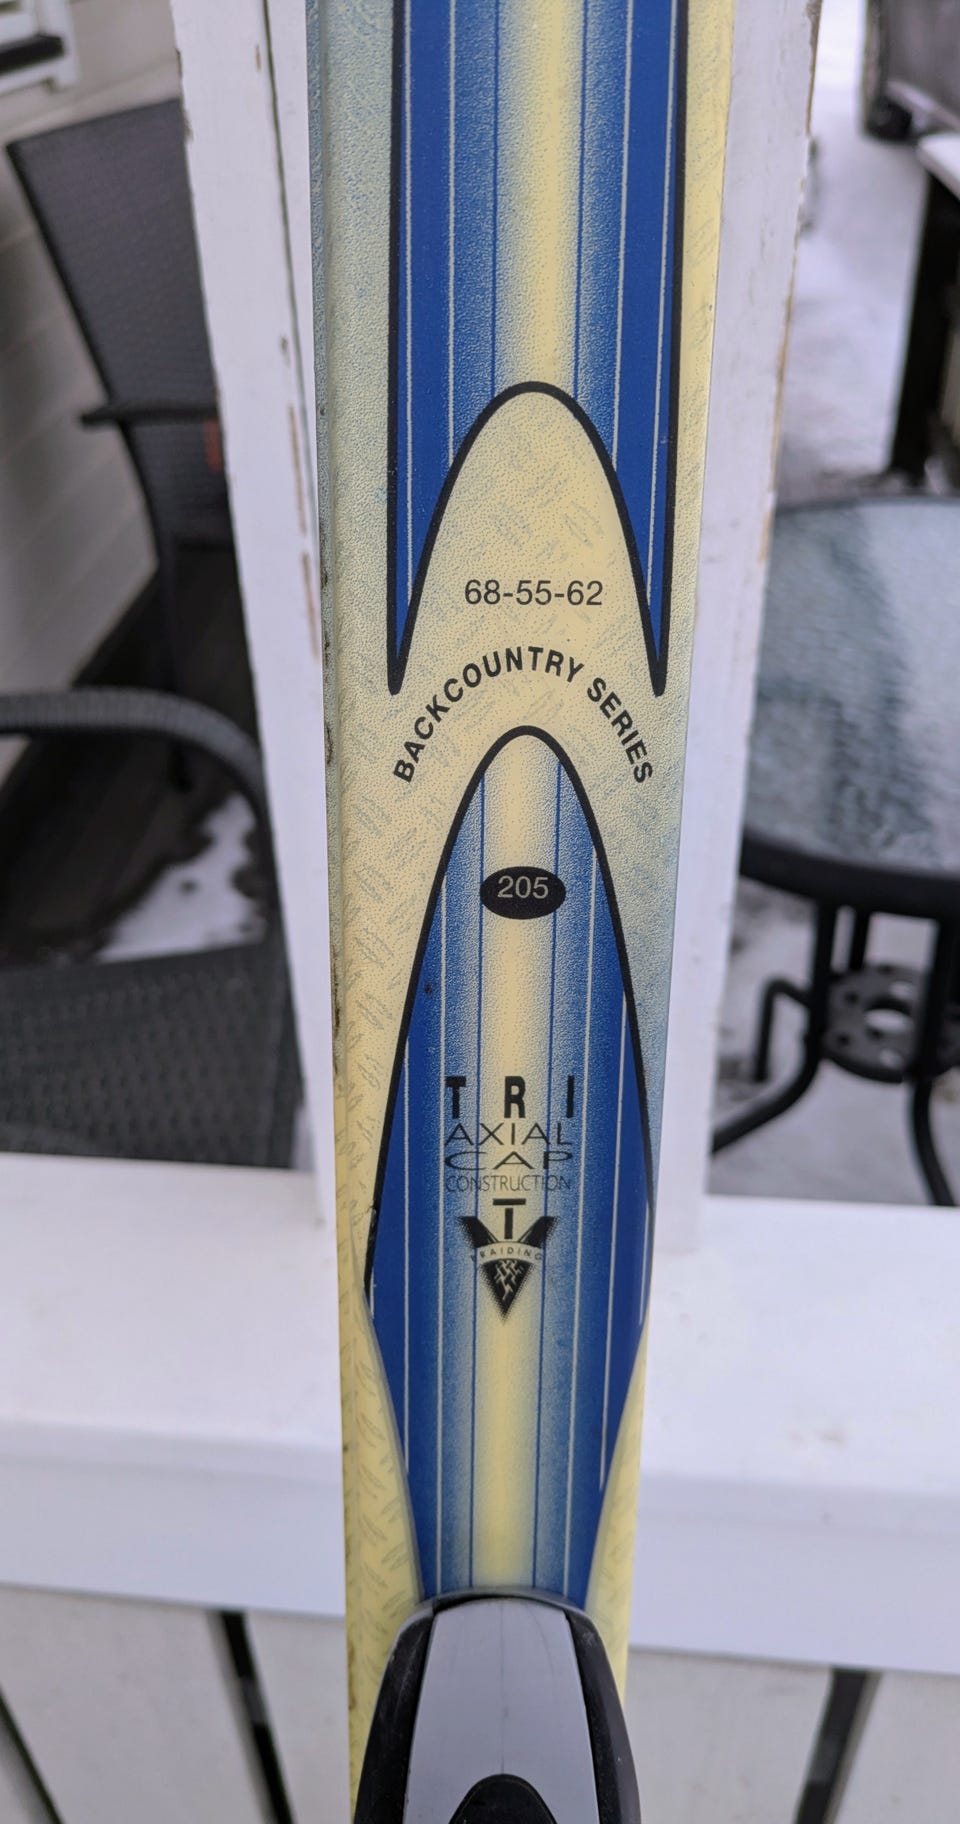 68-55-62
BACKCOUNTRY SERIES
205
TRI
AXIAL
CAP
CONSTRUCTION
T
BRAIDING